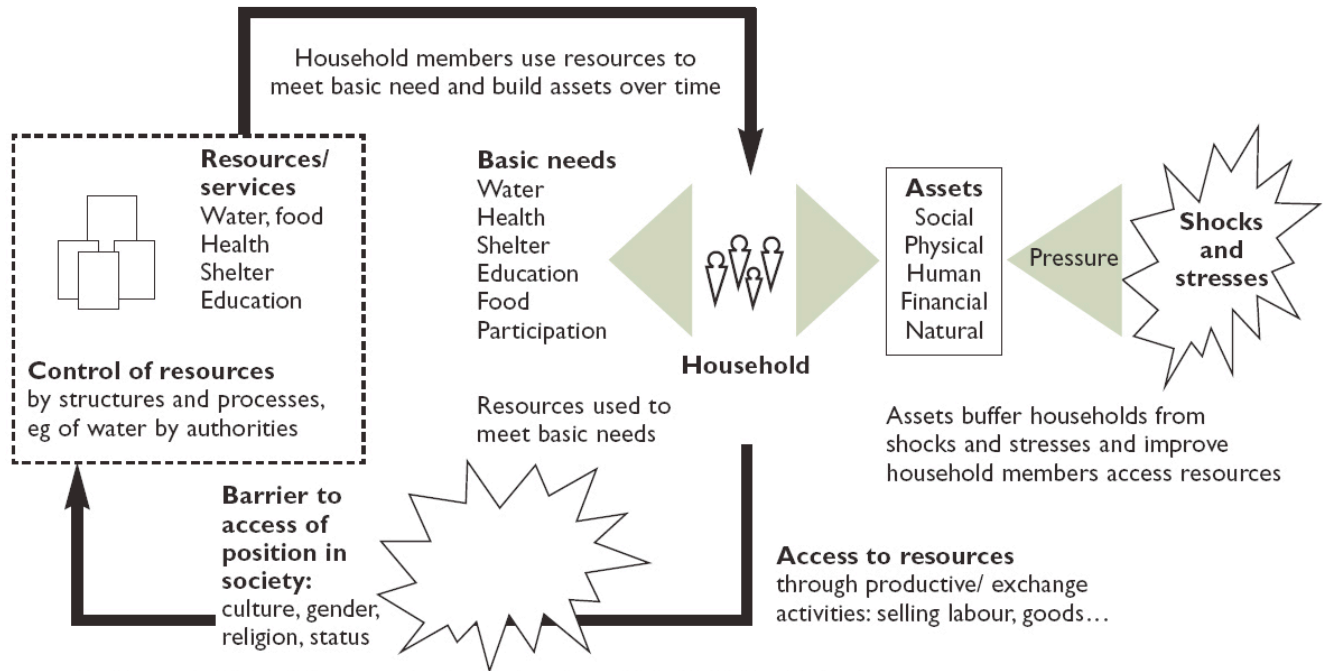 Household members use resources to
meet basic need and build assets over time
Resources/
services
Water, food
Health
Shelter
Education
Control of resources
by structures and processes,
eg of water by authorities
Basic needs
Water
Health
Shelter
Education
Food
Participation
Household
Resources used to
meet basic needs
Assets
Social
Physical
Human
Financial
Natural
Pressure
Shocks
and
stresses
Assets buffer households from
shocks and stresses and improve
household members access resources
Barrier to
access of
position in
society:
culture, gender,
religion, status
Access to resources
through productive/ exchange
activities: selling labour, goods…